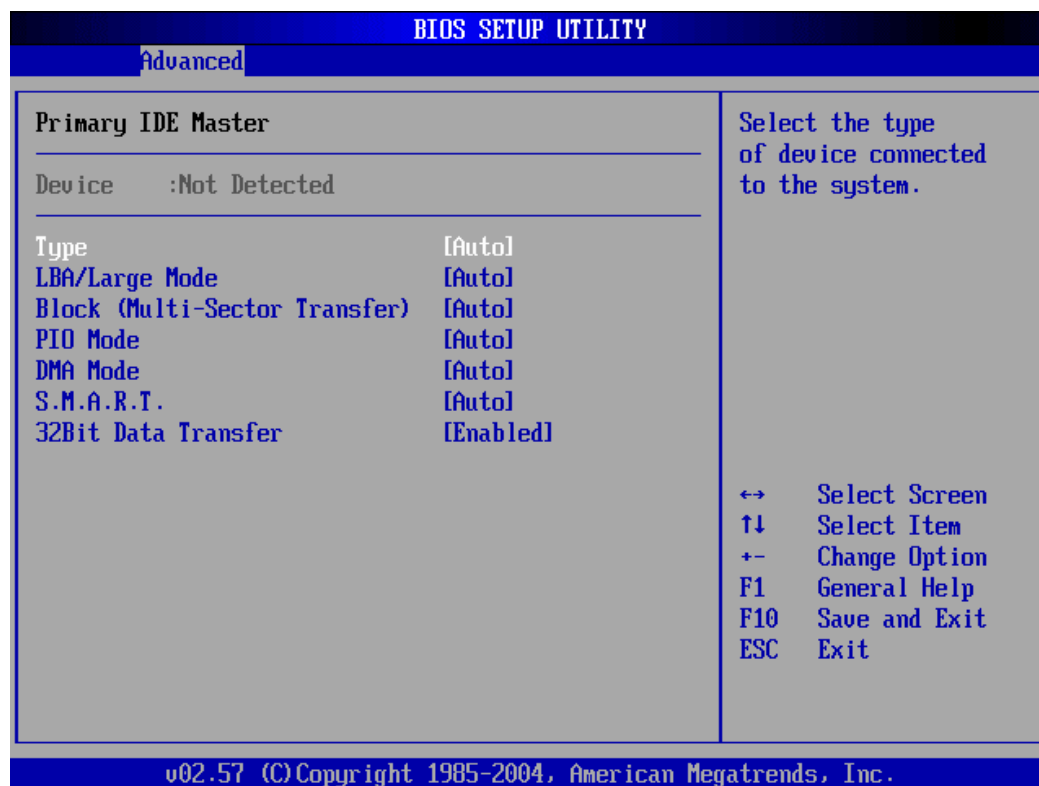 BIOS SETUP UTILITY
Advanced
Primary IDE Master
Device :Not Detected
Type [Auto]
LBA/Large Mode [Auto]
Block (Multi-Sector Transfer) [Auto]
PIO Mode [Auto]
DMA Mode [Auto]
S.M.A.R.T. [Auto]
32Bit Data Transfer [Enabled]
Select the type
of device connected
to the system.
←→ Select Screen
↑↓ Select Item
+- Change Option
F1 General Help
F10 Save and Exit
ESC Exit
v02.57 (C)Copyright 1985-2004, American Megatrends, Inc.